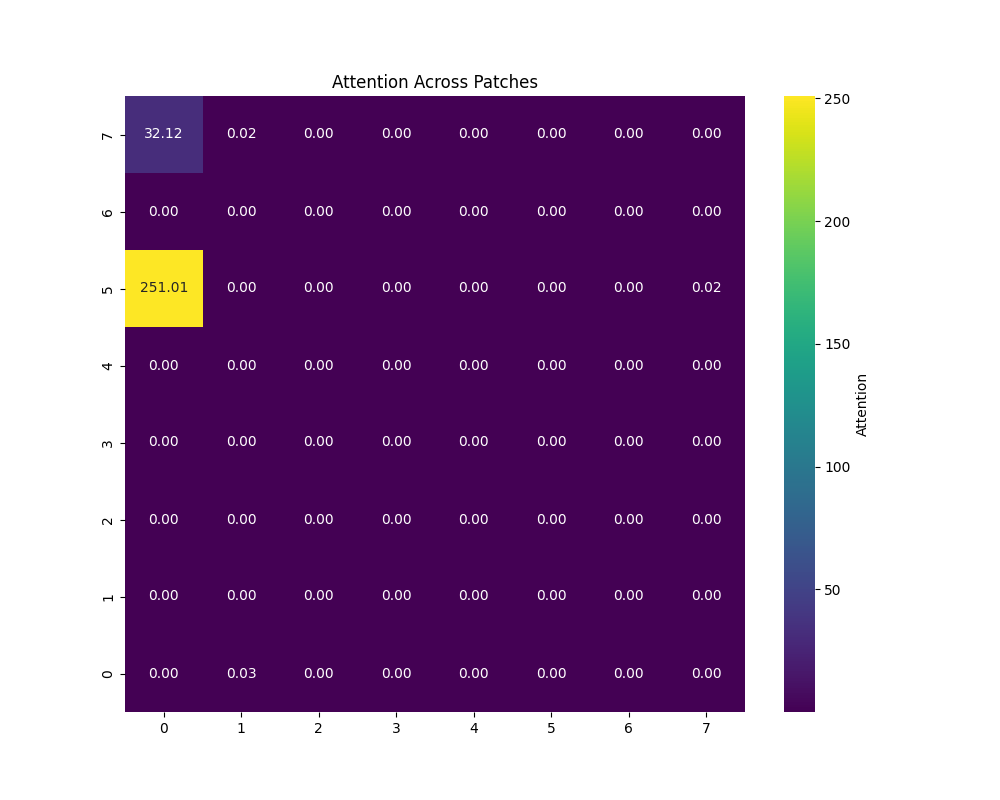 Attention Across Patches
7 32.12 0.02 0.00 0.00 0.00 0.00 0.00 0.00
6 0.00 0.00 0.00 0.00 0.00 0.00 0.00 0.00
5 251.01 0.00 0.00 0.00 0.00 0.00 0.00 0.02
4 0.00 0.00 0.00 0.00 0.00 0.00 0.00 0.00
3 0.00 0.00 0.00 0.00 0.00 0.00 0.00 0.00
2 0.00 0.00 0.00 0.00 0.00 0.00 0.00 0.00
1 0.00 0.00 0.00 0.00 0.00 0.00 0.00 0.00
0 0.00 0.03 0.00 0.00 0.00 0.00 0.00 0.00
0 1 2 3 4 5 6 7
250
200
150
100
50
Attention